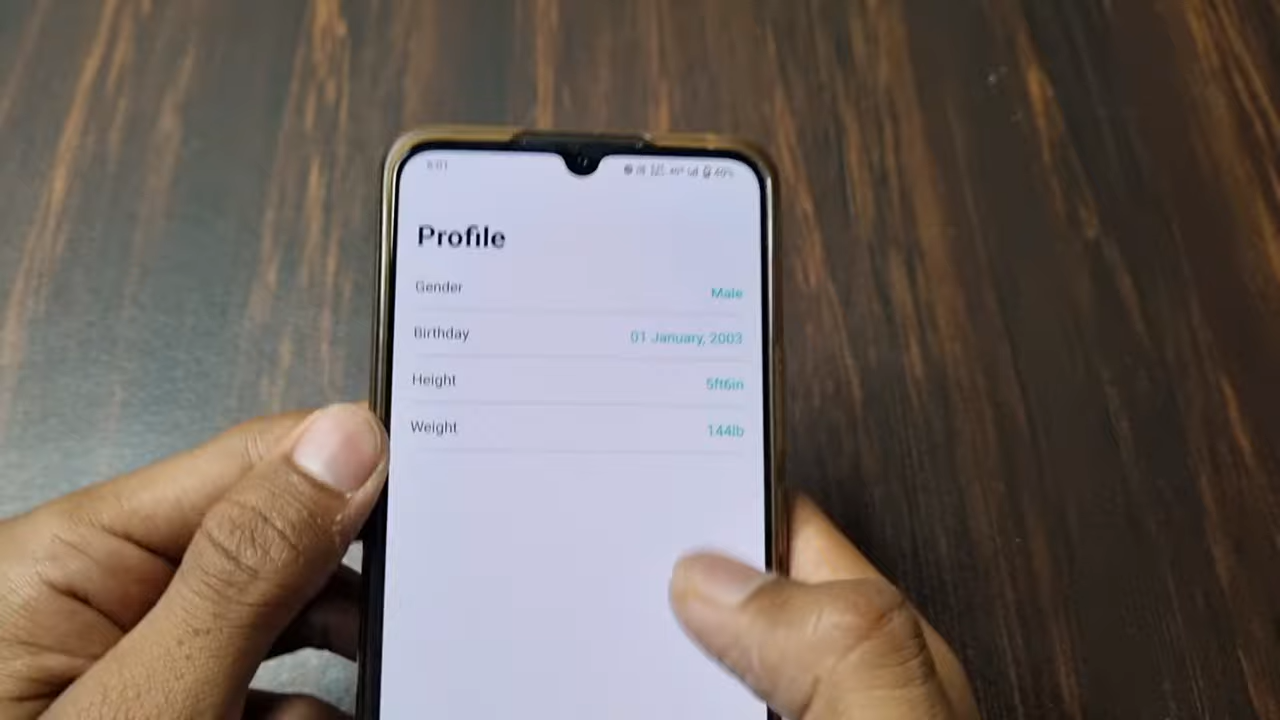 Profile
Gender Male
Birthday 01 January, 2003
Height 5ft6in
Weight 144lb